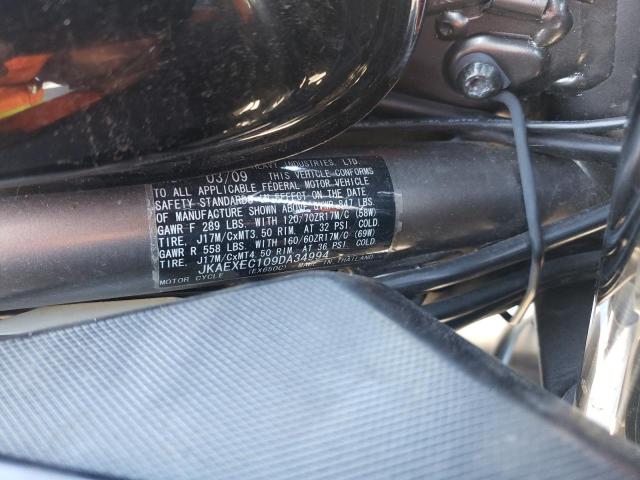 HEAVY INDUSTRIES, LTD.
03/09 THIS VEHICLE CONFORMS
TO ALL APPLICABLE FEDERAL MOTOR VEHICLE
SAFETY STANDARDS IN EFFECT ON THE DATE
OF MANUFACTURE SHOWN ABOVE. GVWR 847 LBS
GAWR F 289 LBS. WITH 120/70ZR17M/C (58W)
TIRE, J17M/CxMT3.50 RIM, AT 32 PSI COLD.
GAWR R 558 LBS. WITH 160/60ZR17M/C (69W)
TIRE, J17M/CxMT4.50 RIM, AT 36 PSI, COLD.
JKAEXEC109DA34994
MOTOR CYCLE (EX650C) MADE IN THAILAND